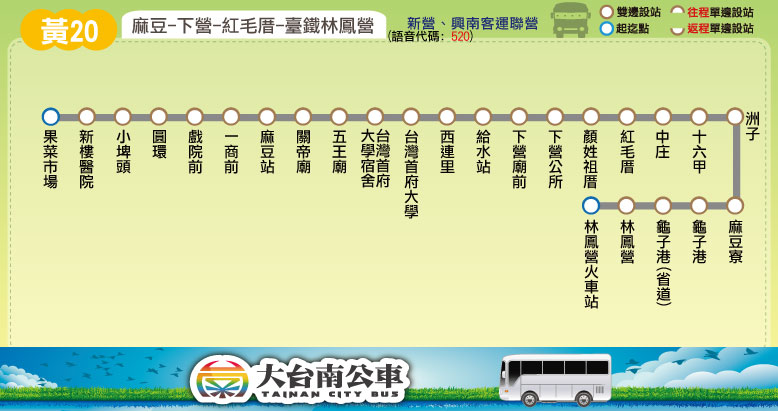 黃20
麻豆-下營-紅毛厝-臺鐵林鳳營
新營、興南客運聯營
(語音代碼: 520)
雙邊設站
往程單邊設站
起迄點
返程單邊設站
果菜市場
新樓醫院
小埤頭
圓環
戲院前
一商前
麻豆站
關帝廟
五王廟
台灣首府
大學宿舍
台灣首府大學
西連里
給水站
下營廟前
下營公所
顏姓祖厝
紅毛厝
中庄
十六甲
洲子
麻豆寮
龜子港
龜子港(省道)
林鳳營
林鳳營火車站
大台南公車
TAINAN CITY BUS